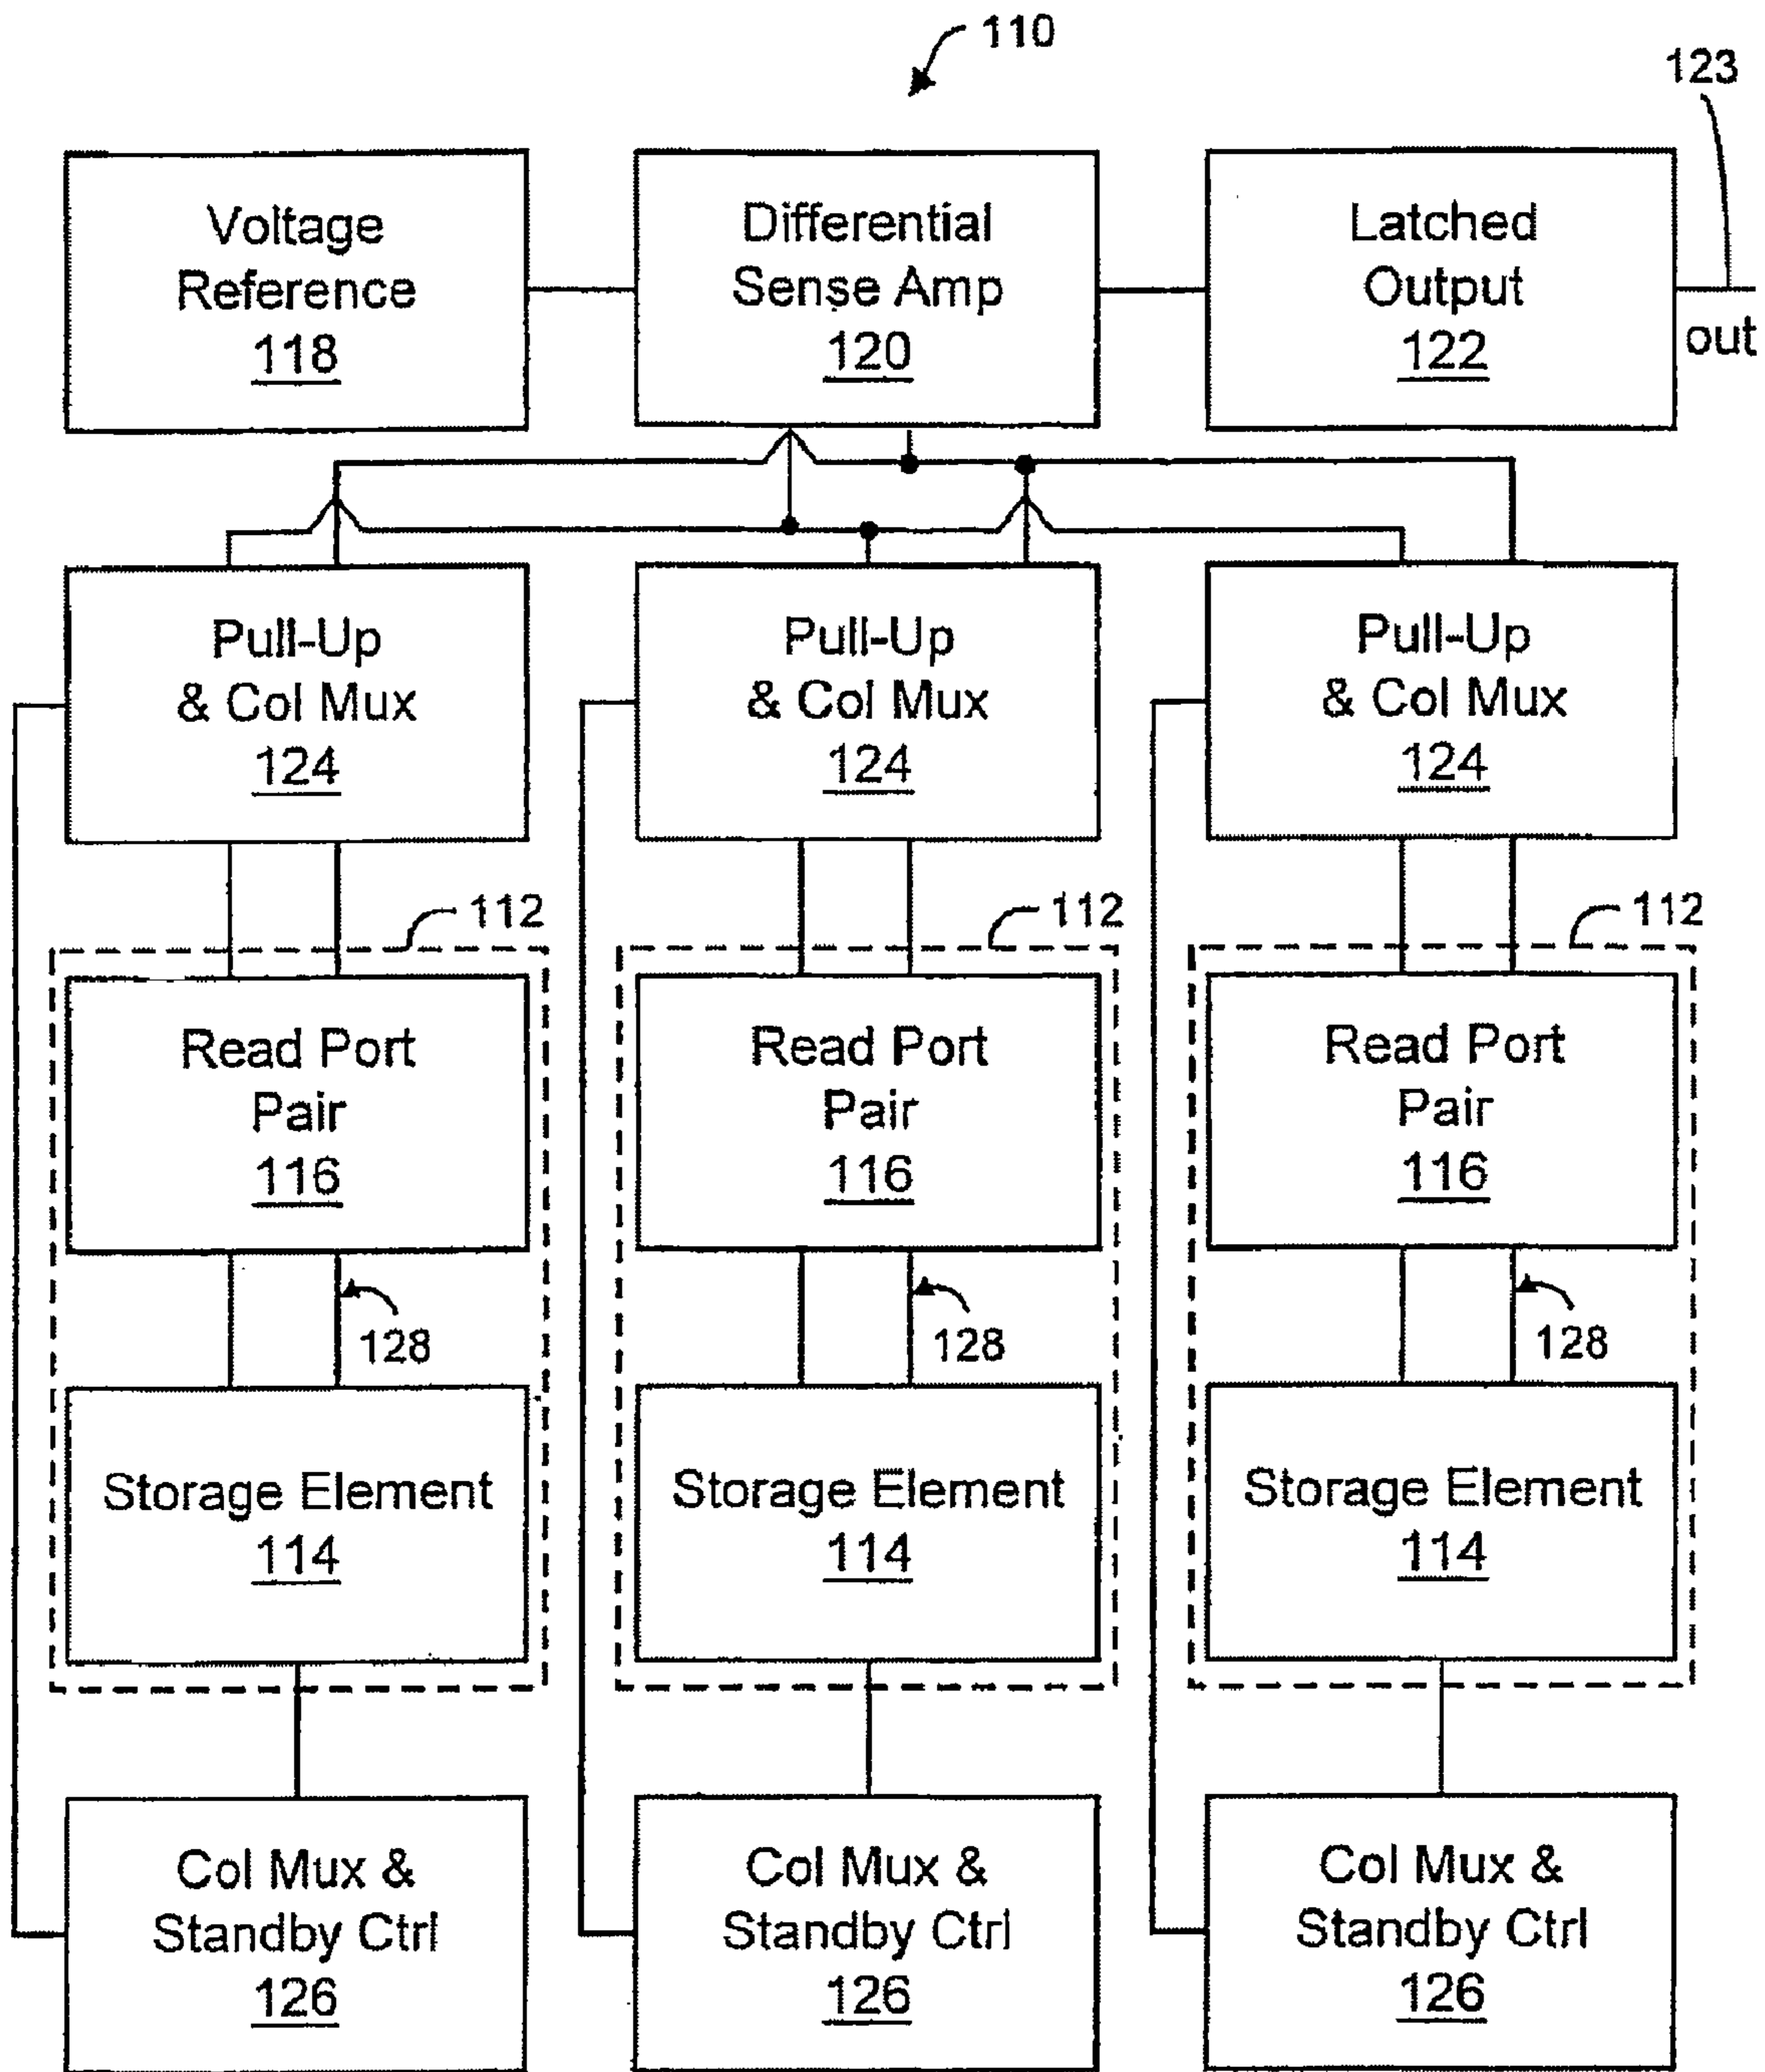 110
123
Voltage
Reference
118
Differential
Sense Amp
120
Latched
Output
122
out
Pull-Up
& Col Mux
124
Pull-Up
& Col Mux
124
Pull-Up
& Col Mux
124
112
112
112
Read Port
Pair
116
Read Port
Pair
116
Read Port
Pair
116
128
128
128
Storage Element
114
Storage Element
114
Storage Element
114
Col Mux &
Standby Ctrl
126
Col Mux &
Standby Ctrl
126
Col Mux &
Standby Ctrl
126